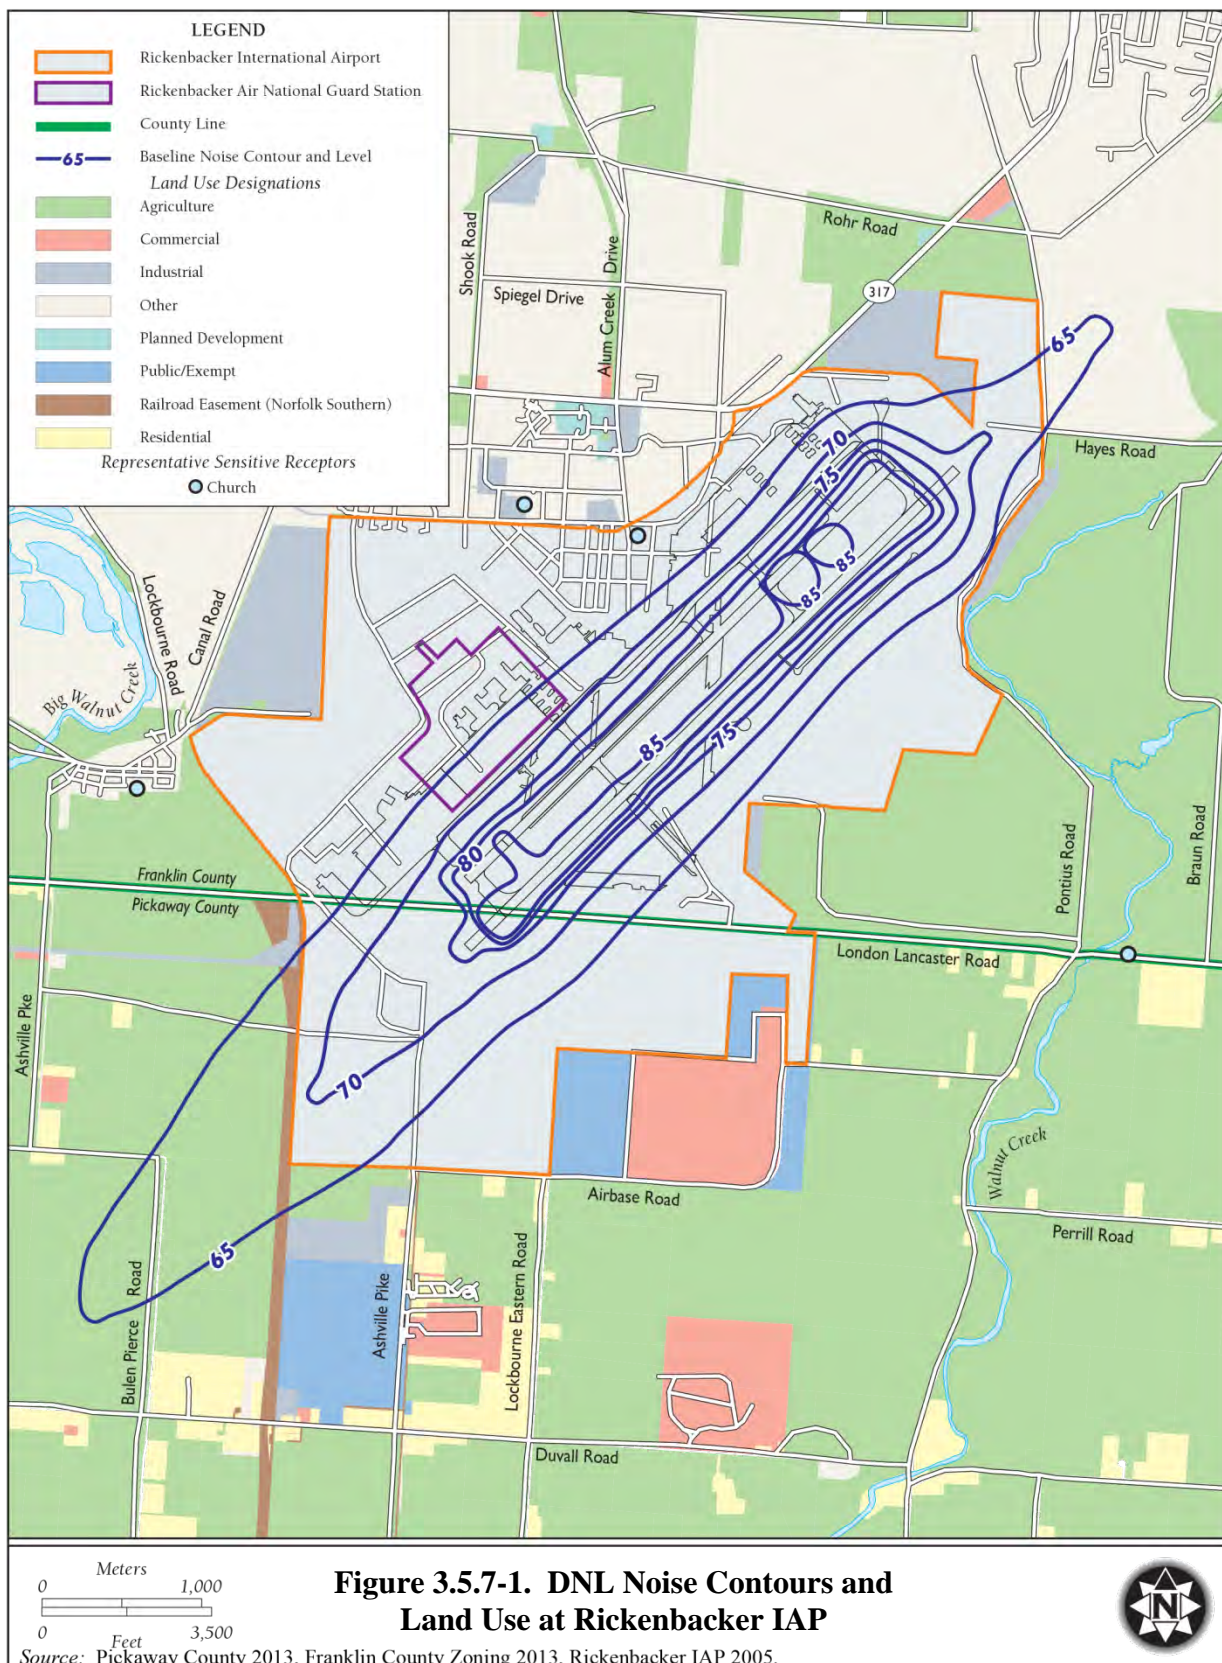 LEGEND
Rickenbacker International Airport
Rickenbacker Air National Guard Station
County Line
65 Baseline Noise Contour and Level
Land Use Designations
Agriculture
Commercial
Industrial
Other
Planned Development
Public/Exempt
Railroad Easement (Norfolk Southern)
Residential
Representative Sensitive Receptors
Church
Rohr Road
Shook Road
Alum Creek Drive
Spiegel Drive
317
65
Hayes Road
70
75
85
85
Lockbourne Road
Canal Road
Big Walnut Creek
85
75
80
Franklin County
Pickaway County
Pontius Road
Braun Road
London Lancaster Road
Ashville Pke
70
Walnut Creek
Airbase Road
Perrill Road
65
Bulen Pierce Road
Ashville Pike
Lockbourne Eastern Road
Duvall Road
Meters
0 1,000
0 3,500
Feet
Figure 3.5.7-1. DNL Noise Contours and
Land Use at Rickenbacker IAP
N
Source: Pickaway County 2013, Franklin County Zoning 2013, Rickenbacker IAP 2005.